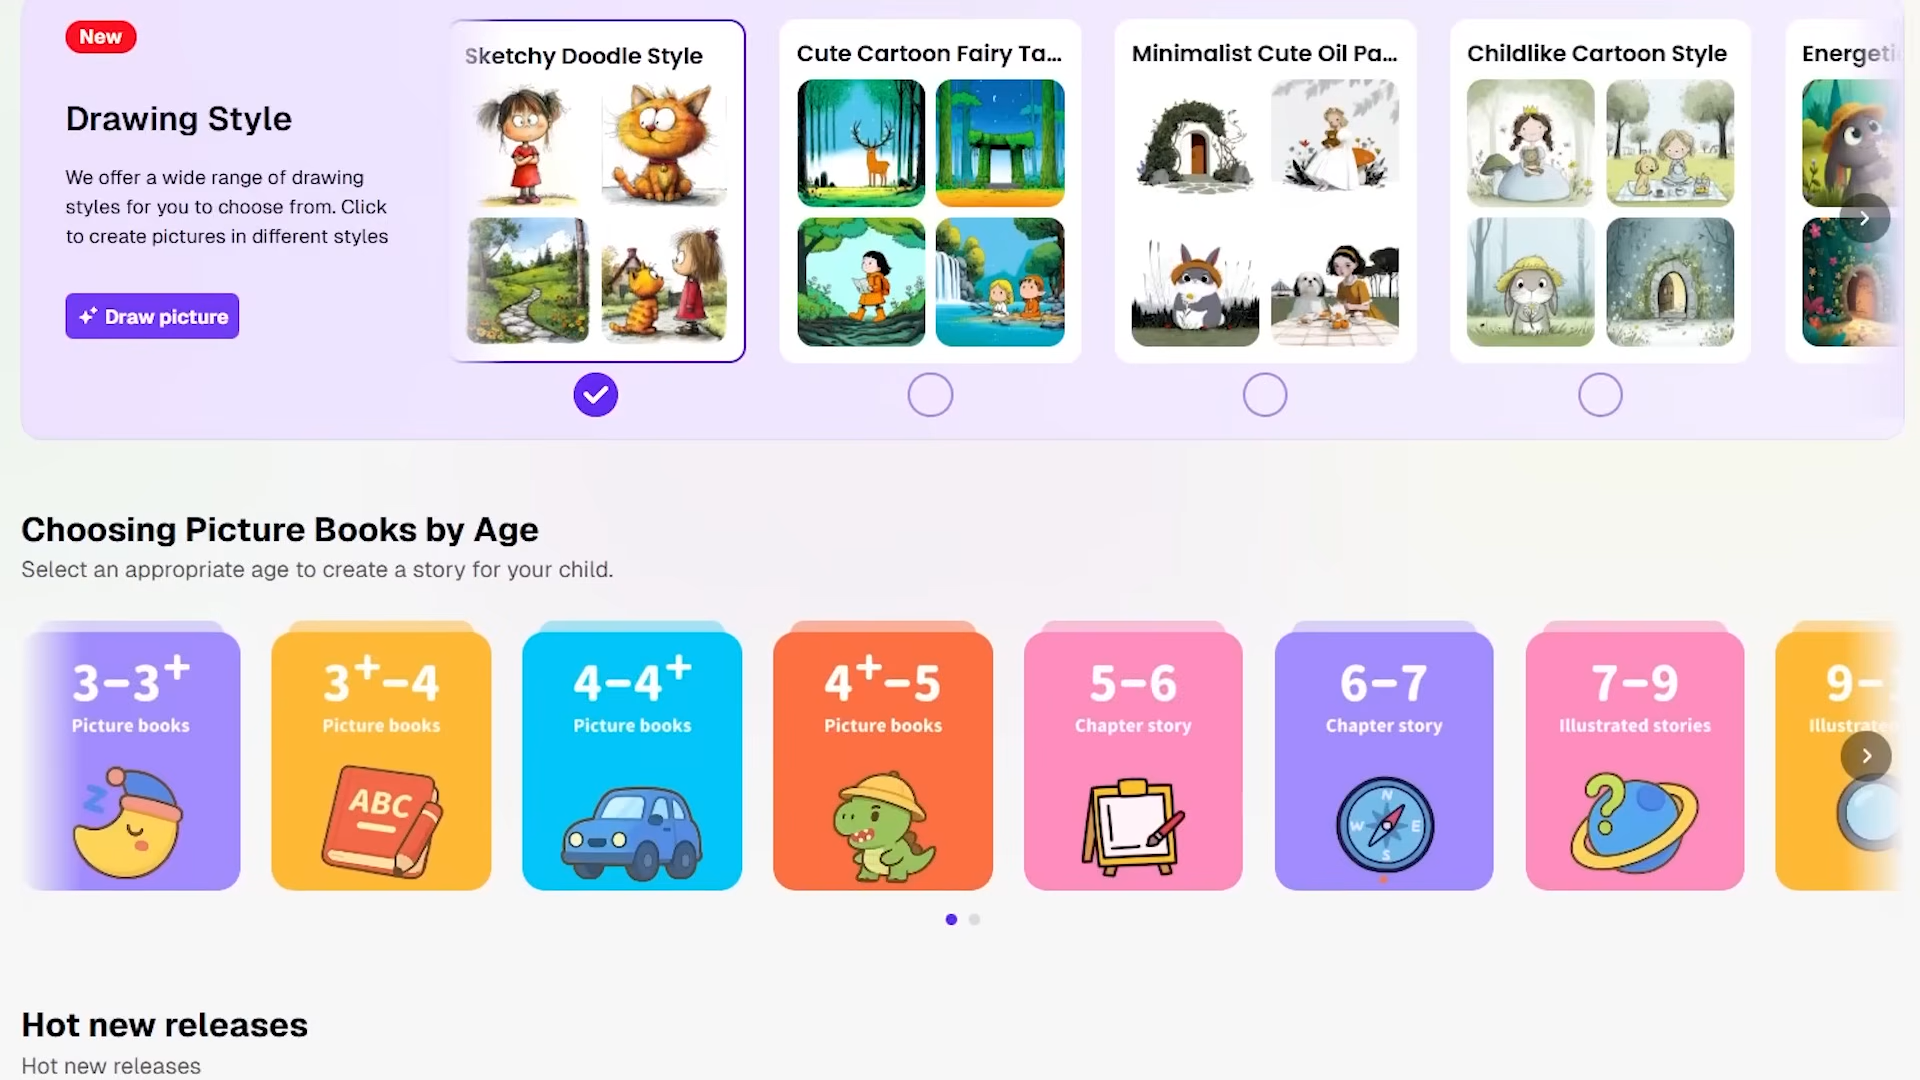 New
Drawing Style
We offer a wide range of drawing
styles for you to choose from. Click
to create pictures in different styles
Draw picture
Sketchy Doodle Style
Cute Cartoon Fairy Ta...
Minimalist Cute Oil Pa...
Childlike Cartoon Style
Energeti
Choosing Picture Books by Age
Select an appropriate age to create a story for your child.
3-3+
Picture books
Z
3+-4
Picture books
ABC
4-4+
Picture books
4+-5
Picture books
5-6
Chapter story
6-7
Chapter story
N
W E
S
7-9
Illustrated stories
?
9-
Illustrate
Hot new releases
Hot new releases